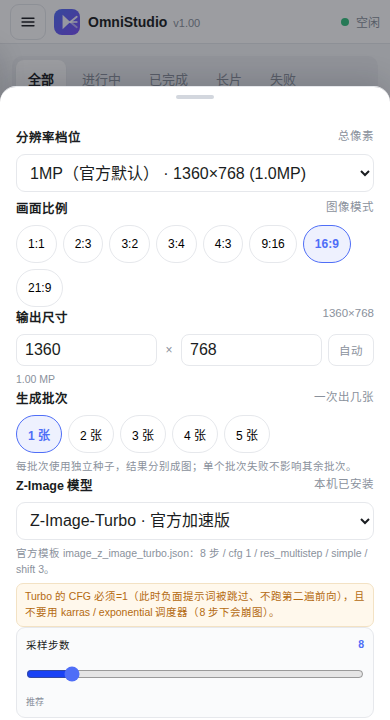 OmniStudio v1.00 空闲
全部 进行中 已完成 长片 失败
分辨率档位 总像素
1MP（官方默认） · 1360×768 (1.0MP)
画面比例 图像模式
1:1 2:3 3:2 3:4 4:3 9:16 16:9
21:9
输出尺寸 1360×768
1360 × 768 自动
1.00 MP
生成批次 一次出几张
1 张 2 张 3 张 4 张 5 张
每批次使用独立种子，结果分别成图；单个批次失败不影响其余批次。
Z-Image 模型 本机已安装
Z-Image-Turbo · 官方加速版
官方模板 image_z_image_turbo.json：8 步 / cfg 1 / res_multistep / simple /
shift 3。
Turbo 的 CFG 必须=1（此时负面提示词被跳过、不跑第二遍前向），且
不要用 karras / exponential 调度器（8 步下会崩图）。
采样步数 8
推荐